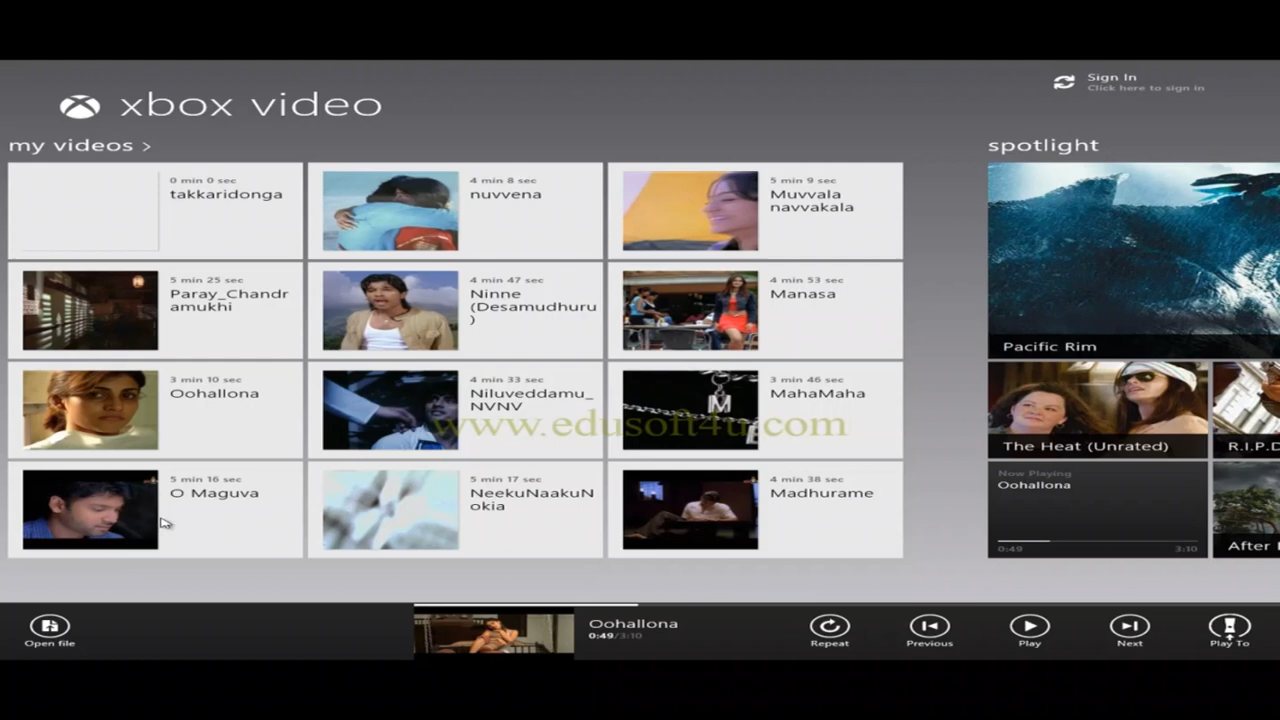 xbox video
Sign In
Click here to sign in
my videos >
spotlight
0 min 0 sec
takkaridonga
4 min 8 sec
nuvvena
5 min 9 sec
Muvvala
navvakala
5 min 25 sec
Paray_Chandr
amukhi
4 min 47 sec
Ninne
(Desamudhuru
)
4 min 53 sec
Manasa
3 min 10 sec
Oohallona
4 min 33 sec
Niluveddamu_
NVNV
3 min 46 sec
MahaMaha
5 min 16 sec
O Maguva
5 min 17 sec
NeekuNaakuN
okia
4 min 38 sec
Madhurame
www.edusoft4u.com
Pacific Rim
The Heat (Unrated)
R.I.P.D
Now Playing
Oohallona
0:49
3:10
After
Open file
Oohallona
0:49/3:10
Repeat
Previous
Play
Next
Play To